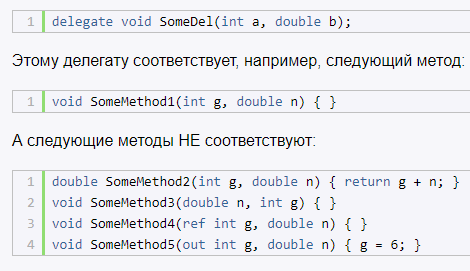 1 delegate void SomeDel(int a, double b);
Этому делегату соответствует, например, следующий метод:
1 void SomeMethod1(int g, double n) { }
А следующие методы НЕ соответствуют:
1 double SomeMethod2(int g, double n) { return g + n; }
2 void SomeMethod3(double n, int g) { }
3 void SomeMethod4(ref int g, double n) { }
4 void SomeMethod5(out int g, double n) { g = 6; }